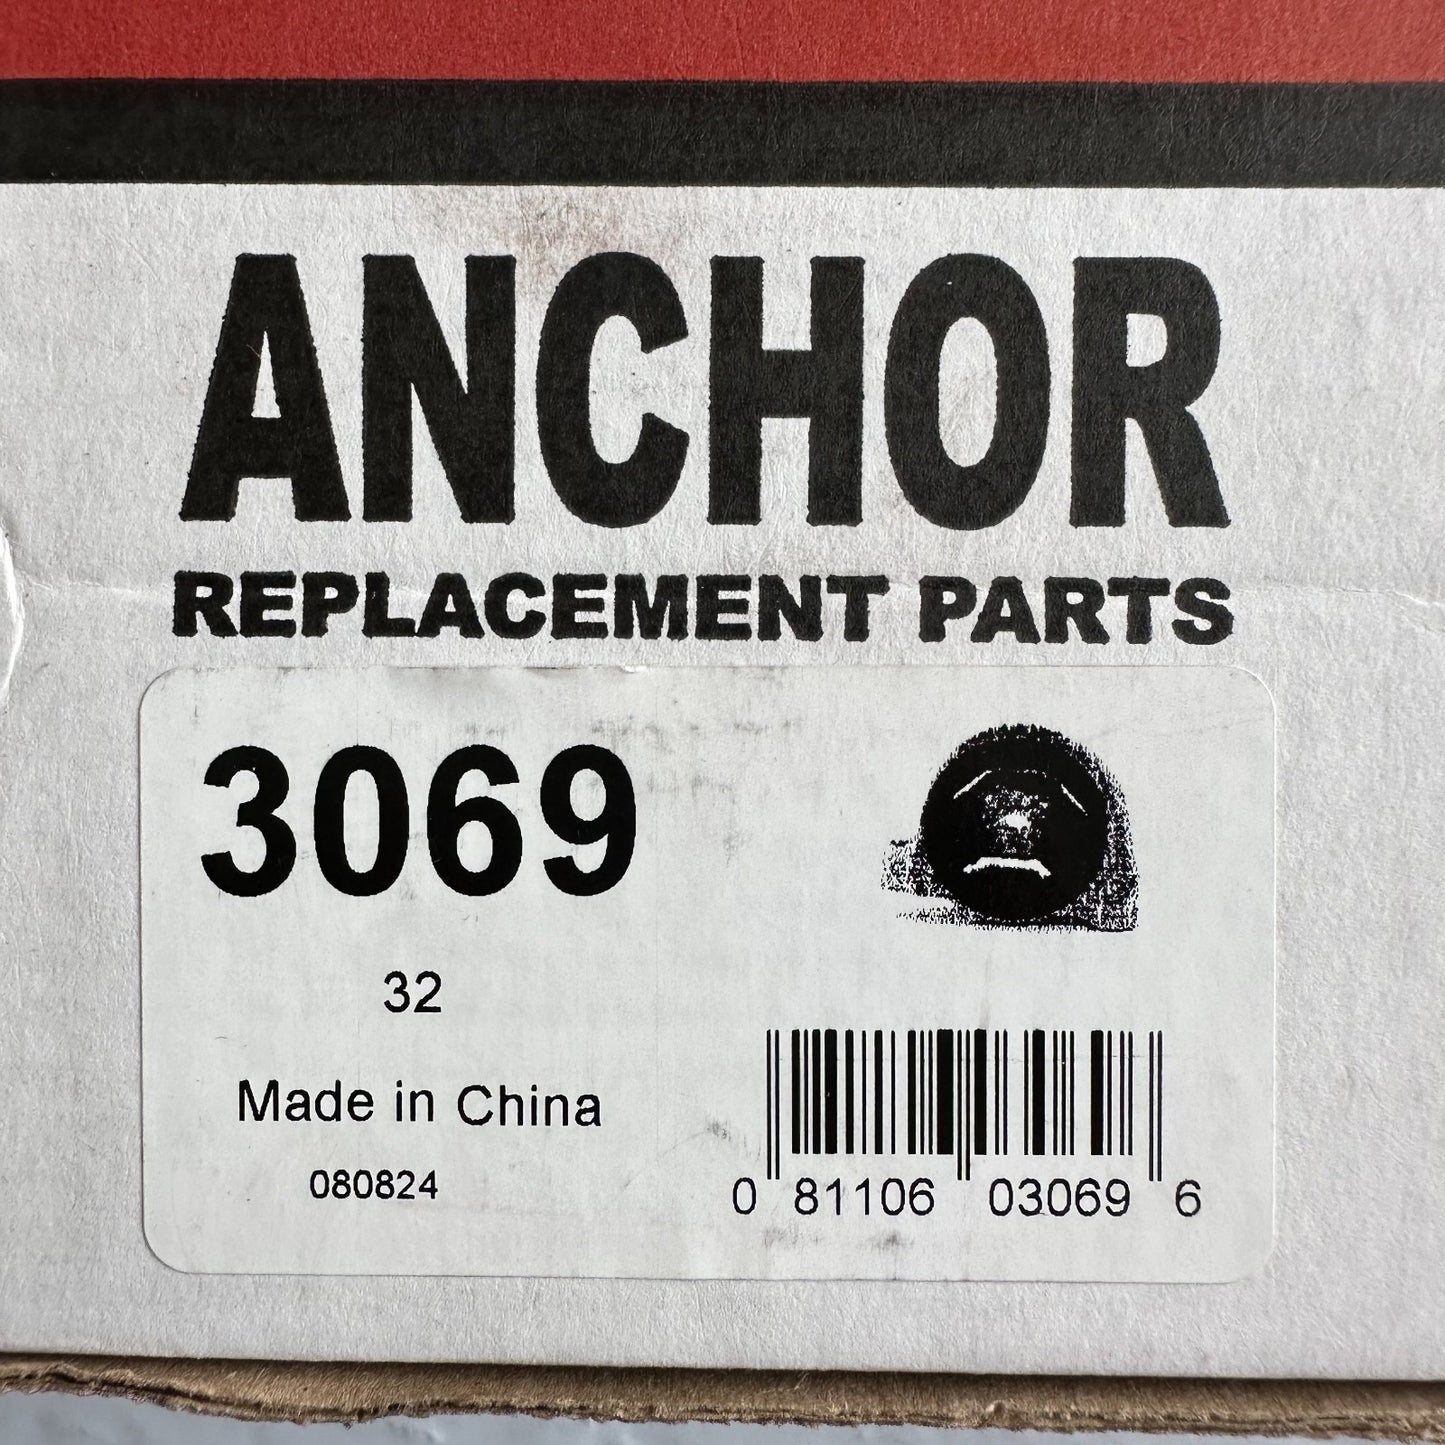 ANCHOR
REPLACEMENT PARTS
3069
32
Made in China
080824
0 81106 03069 6